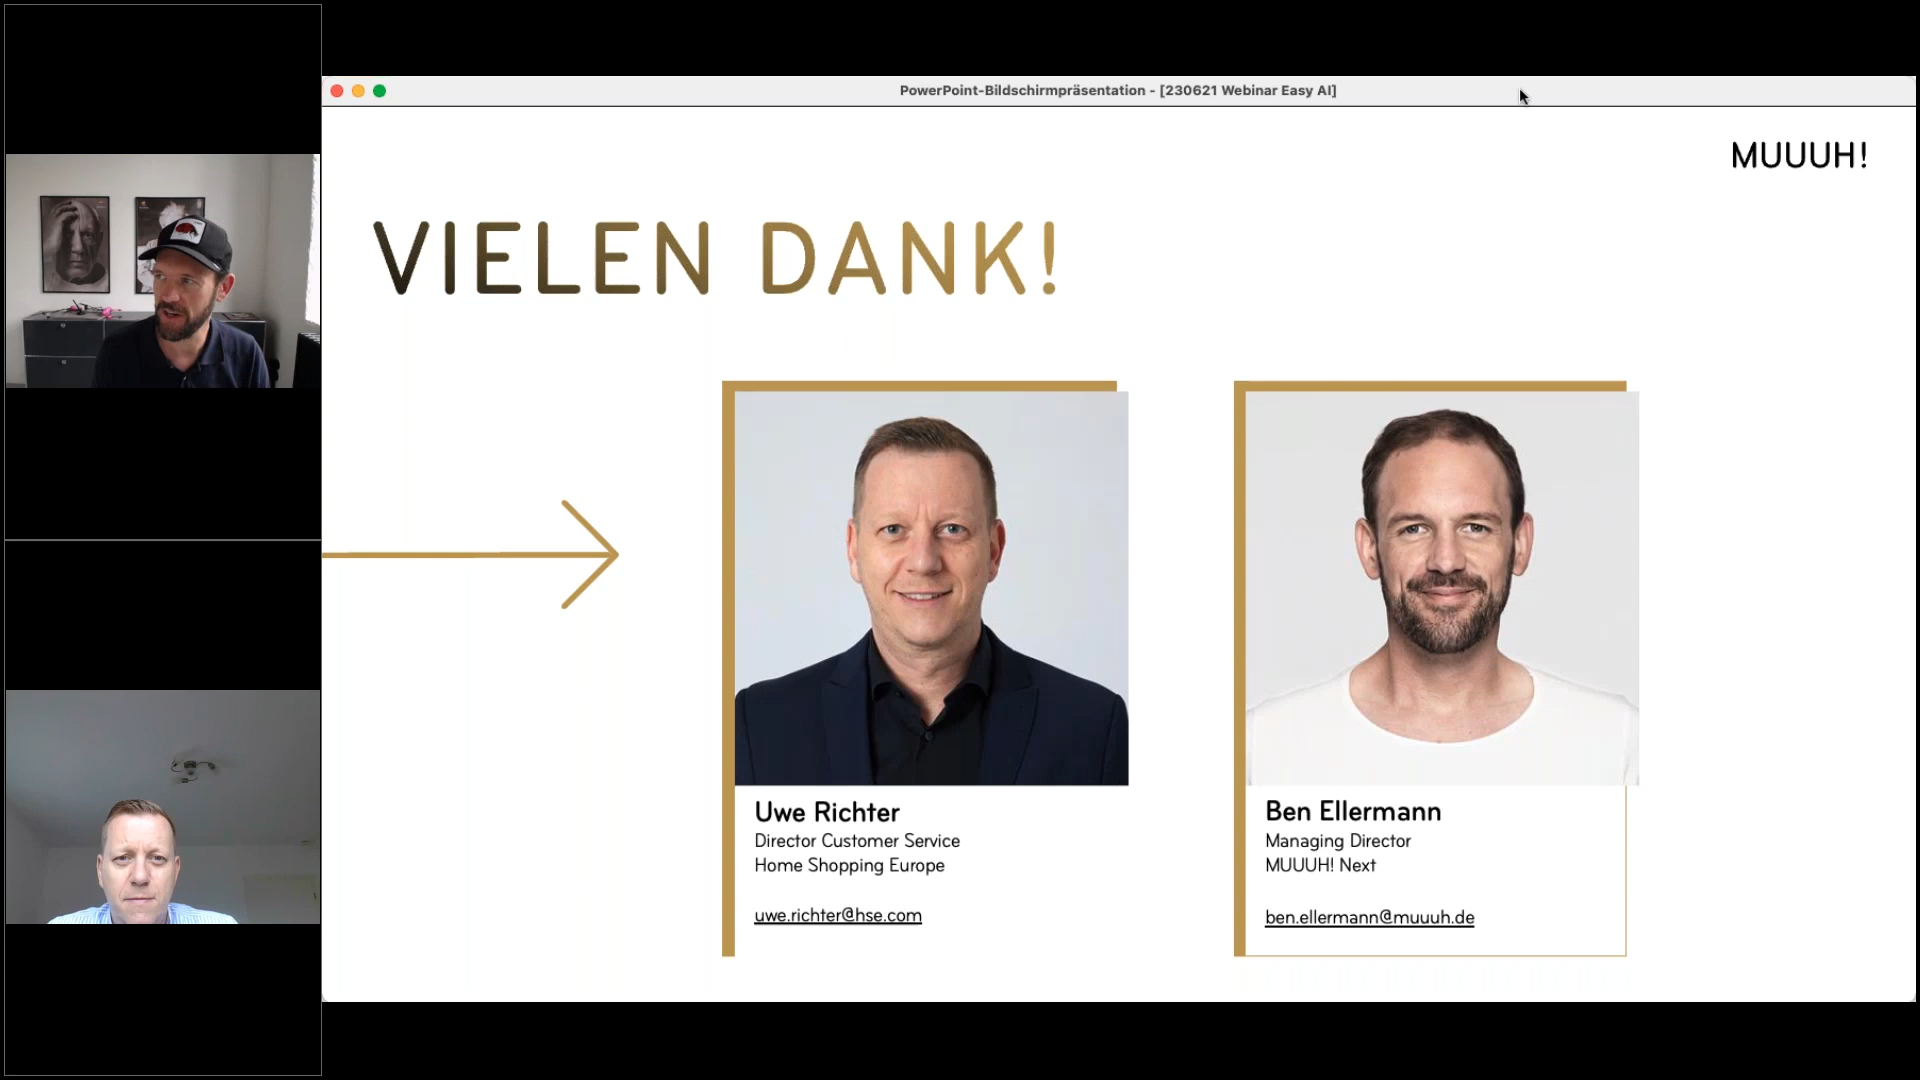 PowerPoint-Bildschirmpräsentation - [230621 Webinar Easy AI]
MUUUH!
VIELEN DANK!
Uwe Richter
Director Customer Service
Home Shopping Europe
uwe.richter@hse.com
Ben Ellermann
Managing Director
MUUUH! Next
ben.ellermann@muuuh.de